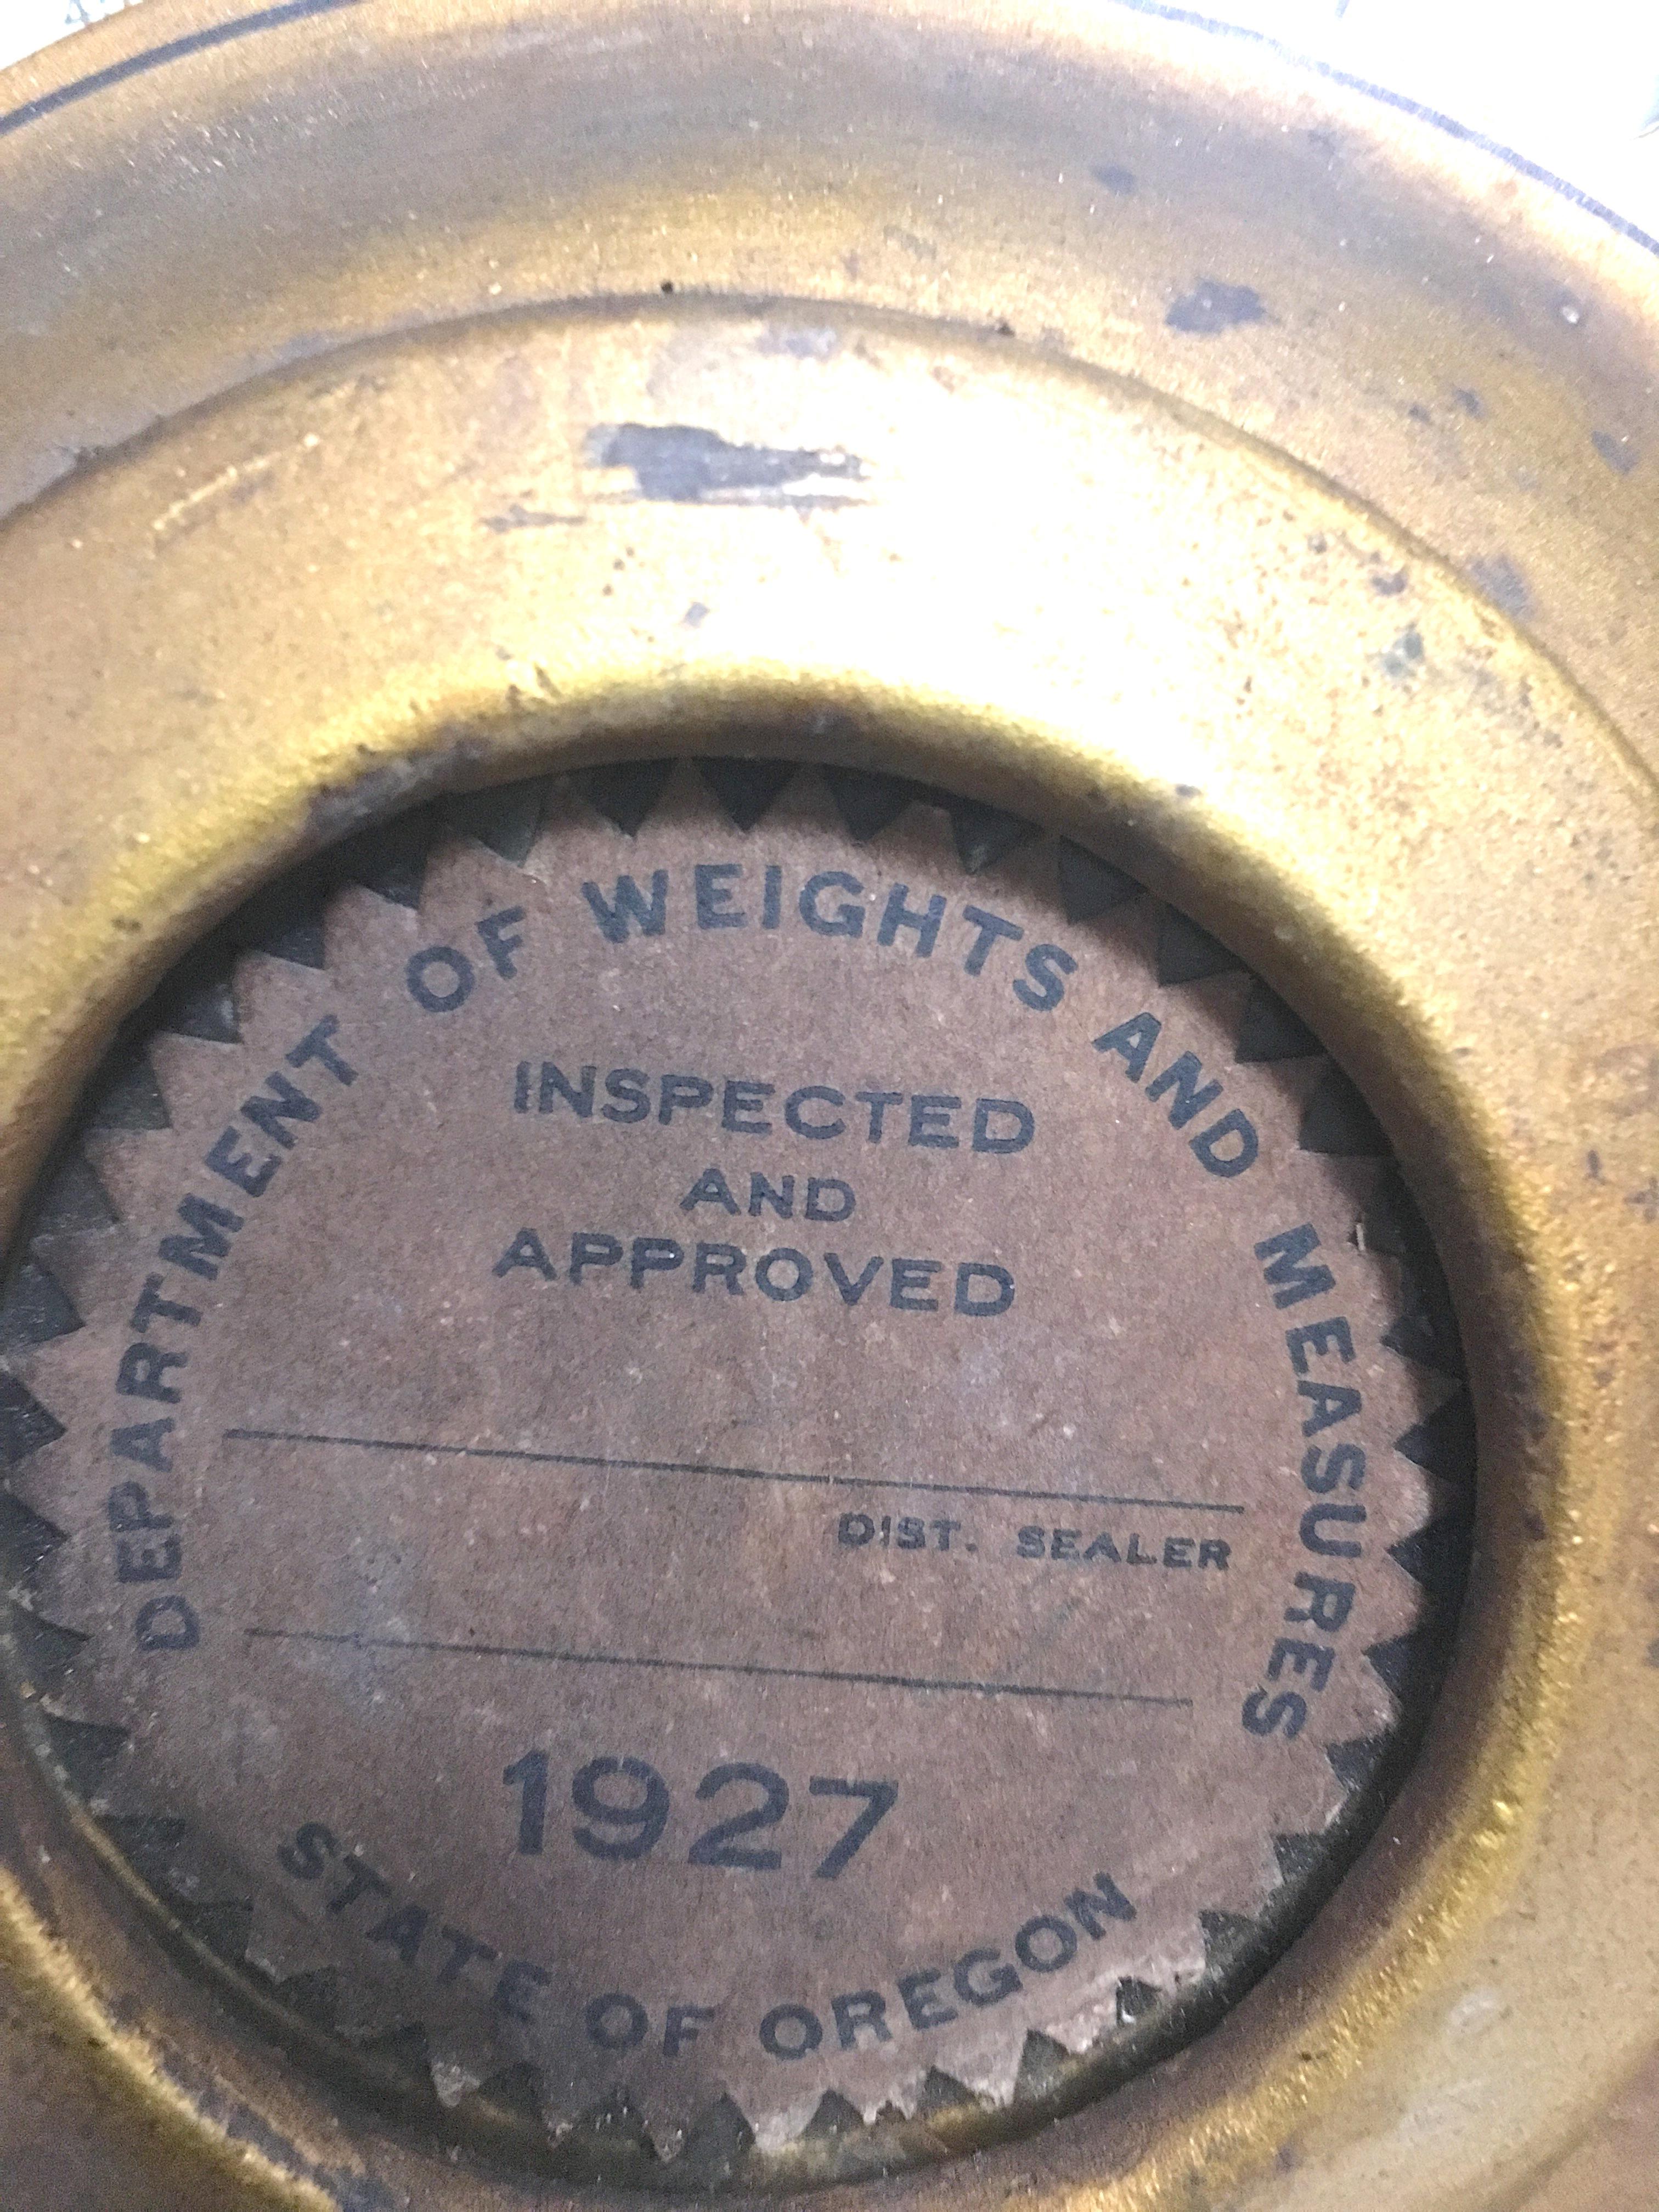 DEPARTMENT OF WEIGHTS AND MEASURES
INSPECTED
AND
APPROVED
DIST. SEALER
1927
STATE OF OREGON